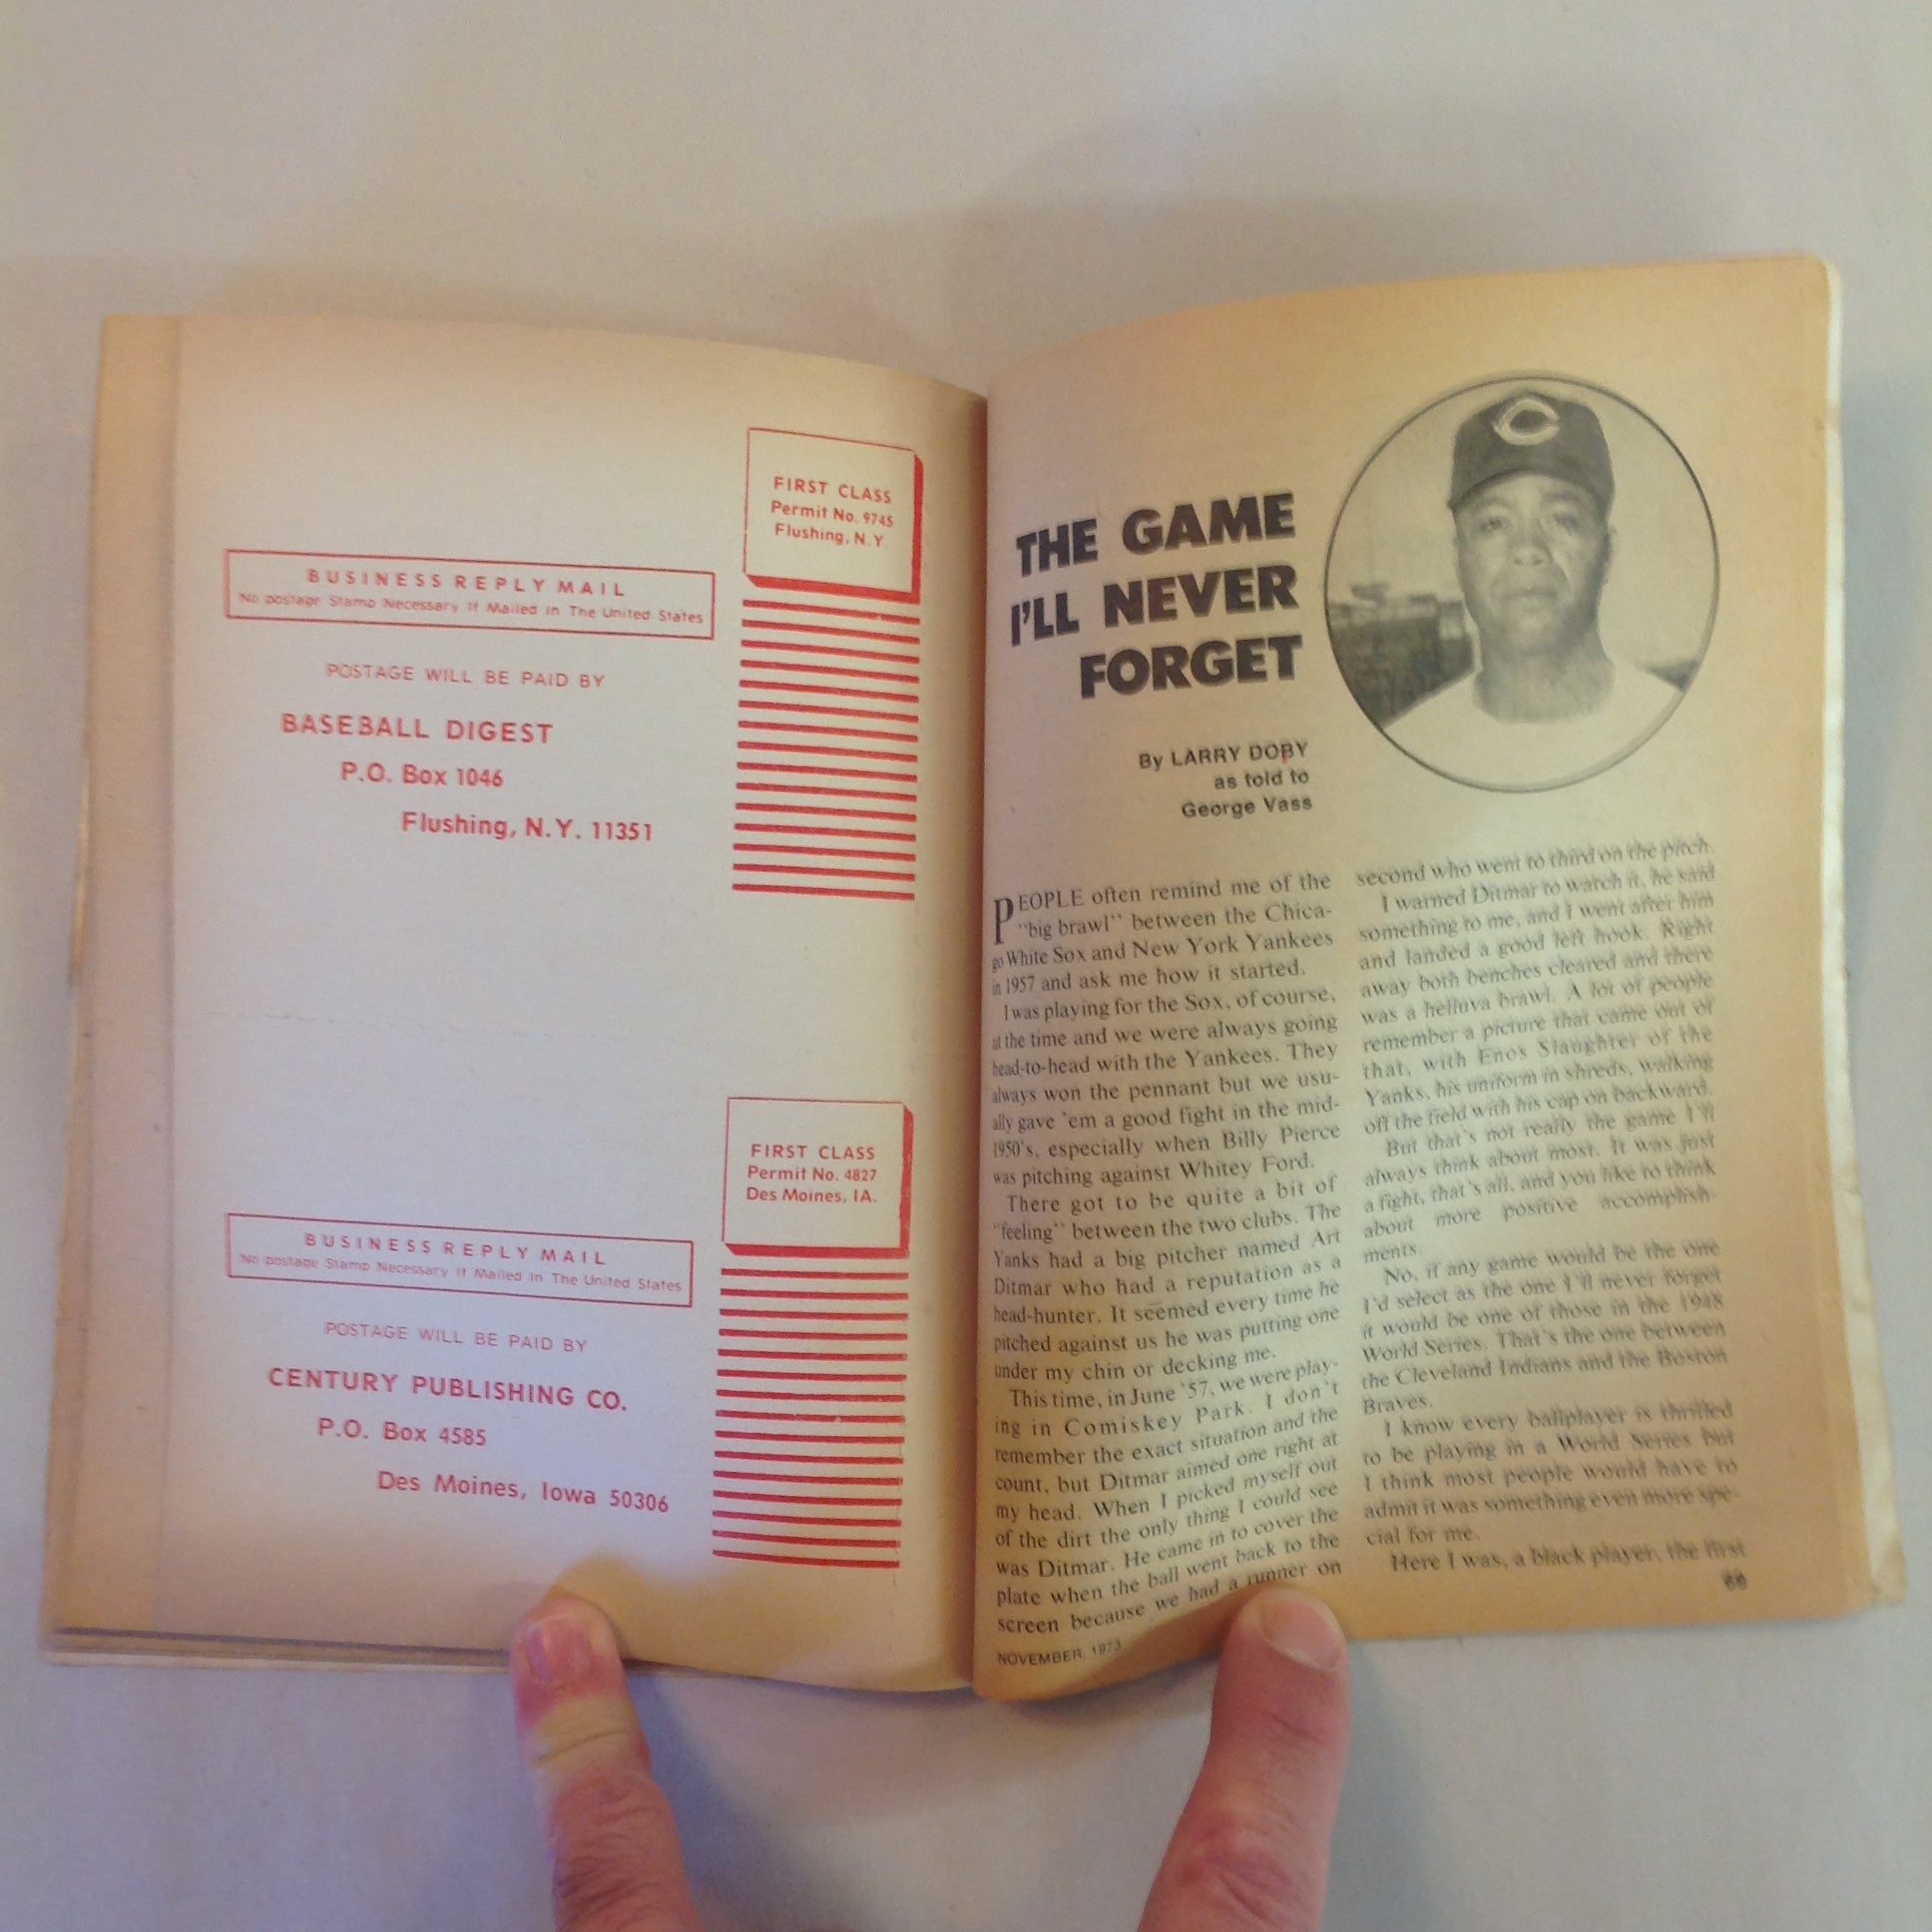 FIRST CLASS
Permit No. 9745
Flushing, N.Y.
BUSINESS REPLY MAIL
No postage Stamp Necessary If Mailed In The United States
POSTAGE WILL BE PAID BY
BASEBALL DIGEST
P.O. Box 1046
Flushing, N.Y. 11351
FIRST CLASS
Permit No. 4827
Des Moines, IA.
BUSINESS REPLY MAIL
No postage Stamp Necessary If Mailed In The United States
POSTAGE WILL BE PAID BY
CENTURY PUBLISHING CO.
P.O. Box 4585
Des Moines, Iowa 50306
C
THE GAME
I'LL NEVER
FORGET
By LARRY DOBY
as told to
George Vass
PEOPLE often remind me of the
"big brawl" between the Chica-
go White Sox and New York Yankees
in 1957 and ask me how it started.
I was playing for the Sox, of course,
at the time and we were always going
head-to-head with the Yankees. They
always won the pennant but we usu-
ally gave 'em a good fight in the mid-
1950's, especially when Billy Pierce
was pitching against Whitey Ford.
There got to be quite a bit of
"feeling" between the two clubs. The
Yanks had a big pitcher named Art
Ditmar who had a reputation as a
head-hunter. It seemed every time he
pitched against us he was putting one
under my chin or decking me.
This time, in June '57, we were play-
ing in Comiskey Park. I don't
remember the exact situation and the
count, but Ditmar aimed one right at
my head. When I picked myself out
of the dirt the only thing I could see
was Ditmar. He came in to cover the
plate when the ball went back to the
screen because we had a runner on
NOVEMBER, 1973
second who went to third on the pitch.
I warned Ditmar to watch it, he said
something to me, and I went after him
and landed a good left hook. Right
away both benches cleared and there
was a helluva brawl. A lot of people
remember a picture that came out of
that, with Enos Slaughter of the
Yanks, his uniform in shreds, walking
off the field with his cap on backward.
But that's not really the game I'll
always think about most. It was just
a fight, that's all, and you like to think
about more positive accomplish-
ments.
No, if any game would be the one
I'd select as the one I'll never forget
it would be one of those in the 1948
World Series. That's the one between
the Cleveland Indians and the Boston
Braves.
I know every ballplayer is thrilled
to be playing in a World Series but
I think most people would have to
admit it was something even more spe-
cial for me.
Here I was, a black player, the first